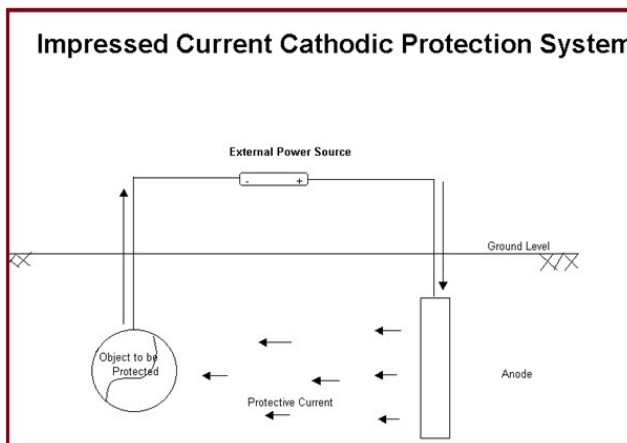 Impressed Current Cathodic Protection System
External Power Source
- +
Ground Level
Object to be
Protected
Anode
Protective Current